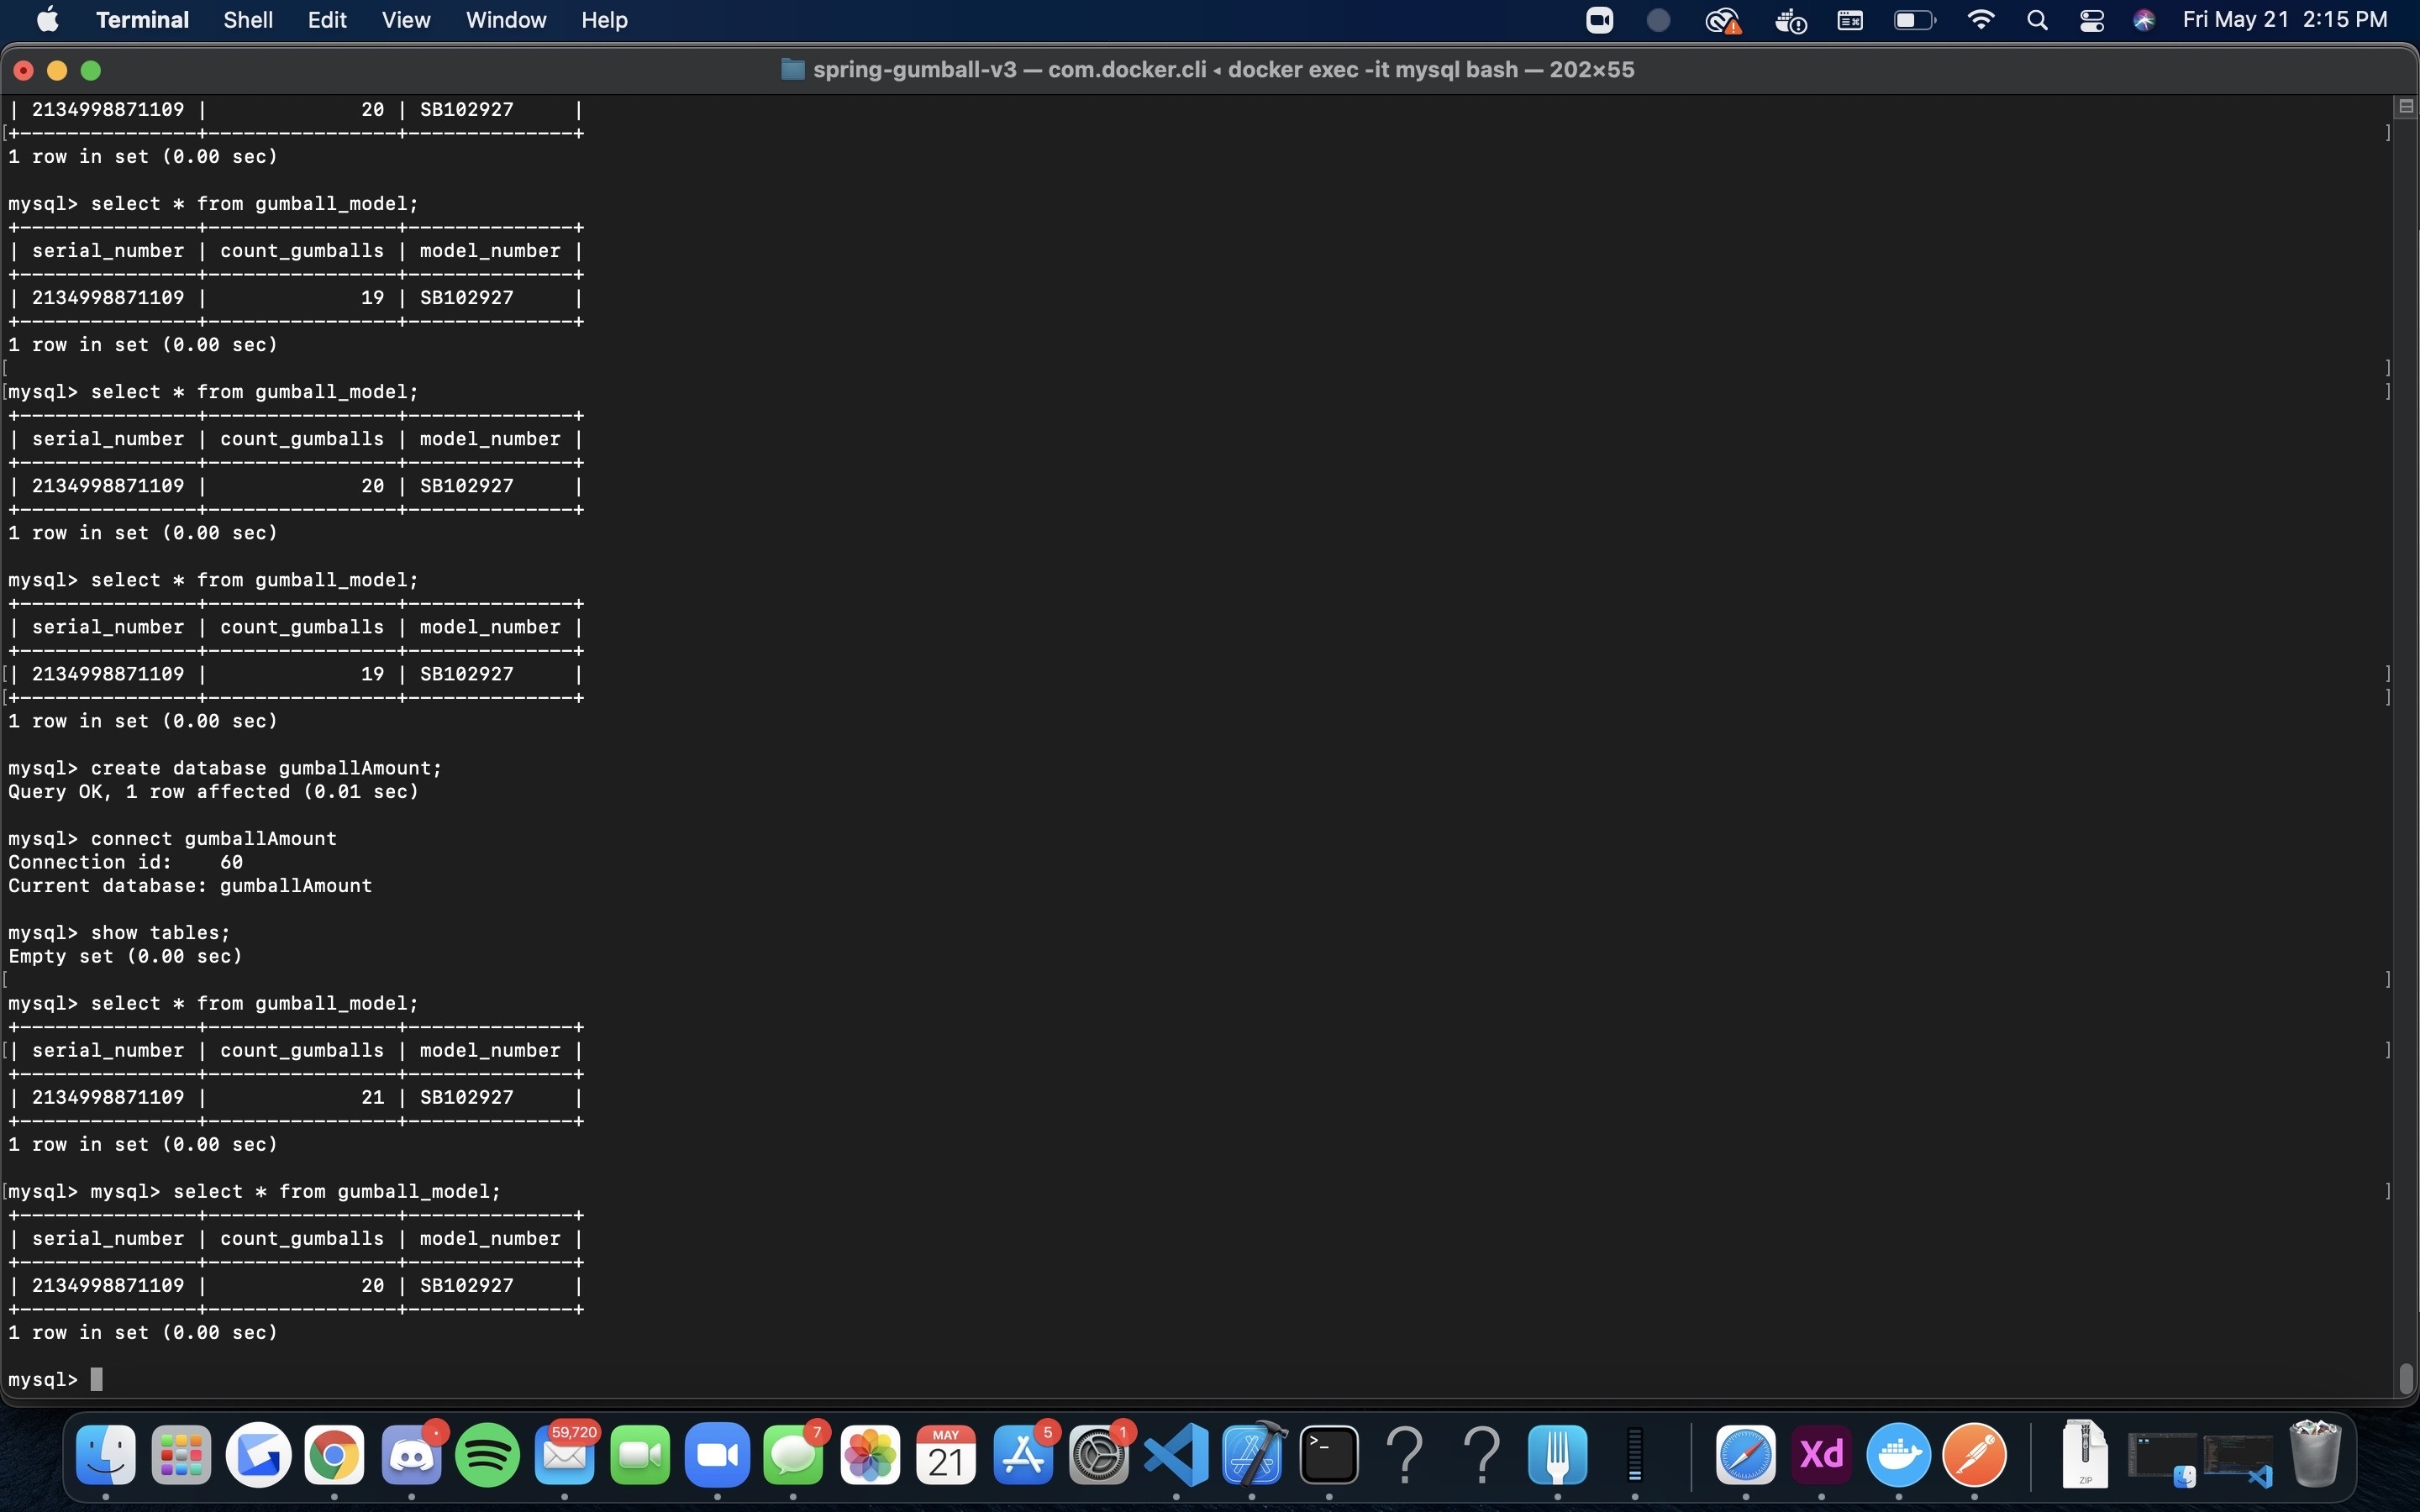 Terminal Shell Edit View Window Help Fri May 21 2:15 PM
spring-gumball-v3 — com.docker.cli ◂ docker exec -it mysql bash — 202×55
| 2134998871109 |             20 | SB102927     |
[+---------------+----------------+--------------+ ]
1 row in set (0.00 sec)
mysql> select * from gumball_model;
+---------------+----------------+--------------+
| serial_number | count_gumballs | model_number |
+---------------+----------------+--------------+
| 2134998871109 |             19 | SB102927     |
+---------------+----------------+--------------+
1 row in set (0.00 sec)
[ ]
[mysql> select * from gumball_model; ]
+---------------+----------------+--------------+
| serial_number | count_gumballs | model_number |
+---------------+----------------+--------------+
| 2134998871109 |             20 | SB102927     |
+---------------+----------------+--------------+
1 row in set (0.00 sec)
mysql> select * from gumball_model;
+---------------+----------------+--------------+
| serial_number | count_gumballs | model_number |
+---------------+----------------+--------------+
[| 2134998871109 |             19 | SB102927     | ]
[+---------------+----------------+--------------+ ]
1 row in set (0.00 sec)
mysql> create database gumballAmount;
Query OK, 1 row affected (0.01 sec)
mysql> connect gumballAmount
Connection id:    60
Current database: gumballAmount
mysql> show tables;
Empty set (0.00 sec)
[ ]
mysql> select * from gumball_model;
+---------------+----------------+--------------+
[| serial_number | count_gumballs | model_number | ]
+---------------+----------------+--------------+
| 2134998871109 |             21 | SB102927     |
+---------------+----------------+--------------+
1 row in set (0.00 sec)
[mysql> mysql> select * from gumball_model; ]
+---------------+----------------+--------------+
| serial_number | count_gumballs | model_number |
+---------------+----------------+--------------+
| 2134998871109 |             20 | SB102927     |
+---------------+----------------+--------------+
1 row in set (0.00 sec)
mysql>
59,720 7 MAY 21 5 1 >_ ? ? Xd ZIP